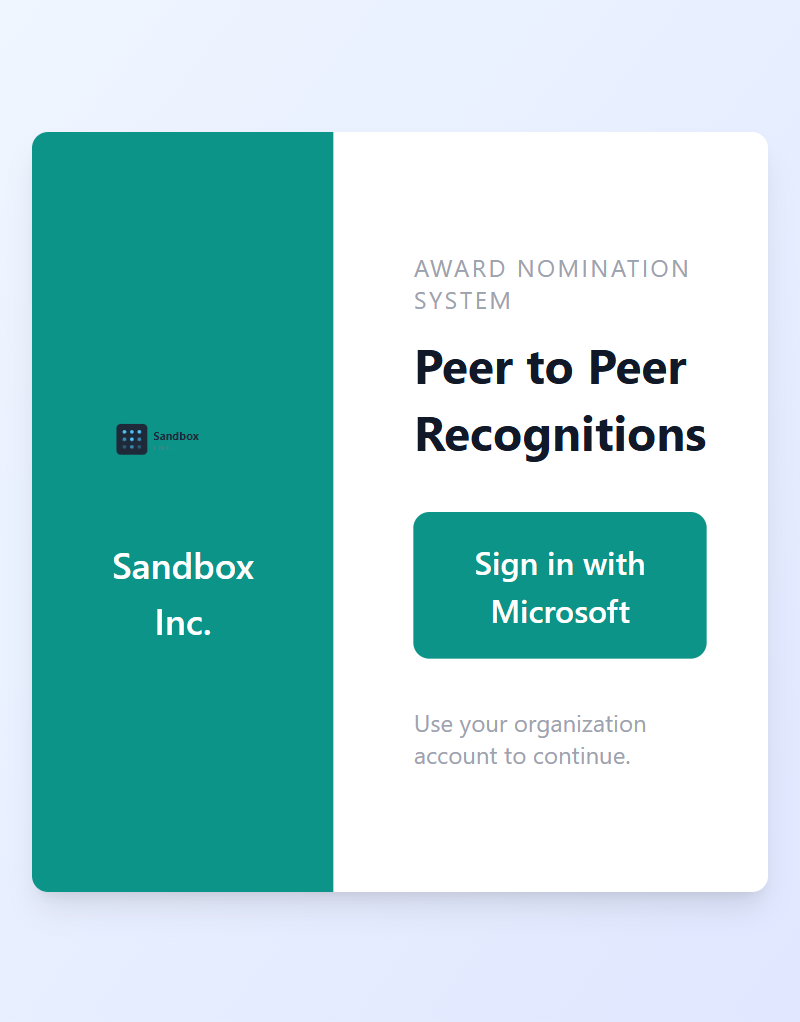 Sandbox
Sandbox
Inc.
AWARD NOMINATION
SYSTEM
Peer to Peer
Recognitions
Sign in with
Microsoft
Use your organization
account to continue.